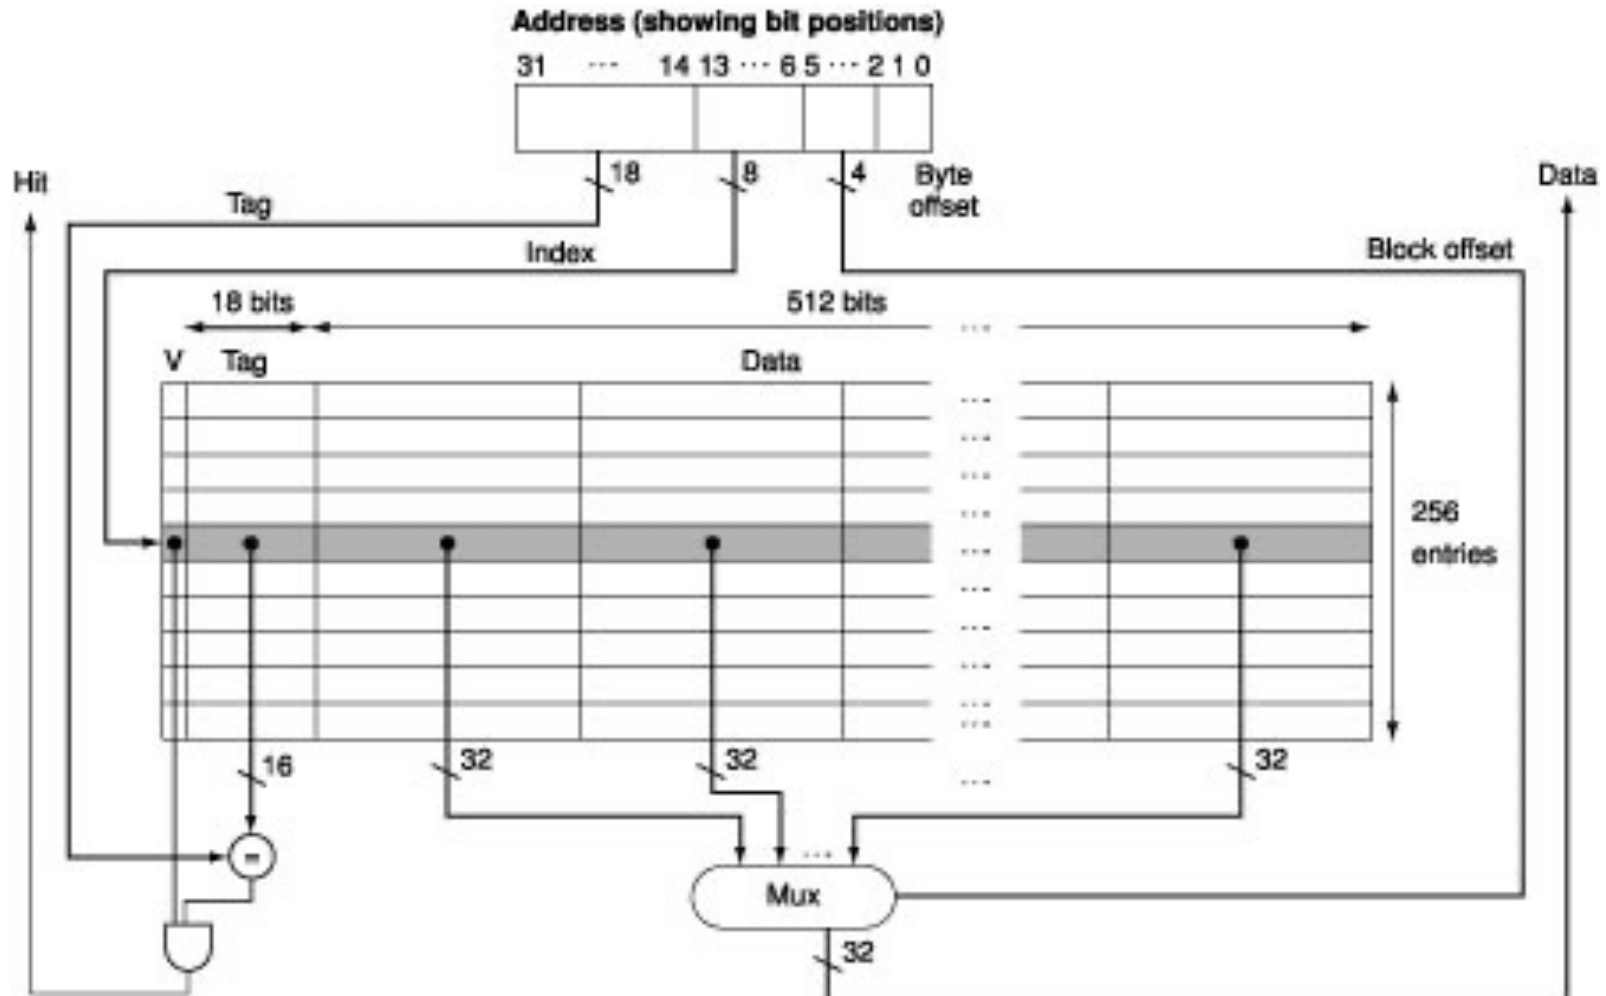 Address (showing bit positions)
31 ... 14 13 ... 6 5 ... 2 1 0
18 8 4 Byte
offset
Hit
Data
Tag
Index
Block offset
18 bits
512 bits
...
V Tag Data
...
...
...
...
...
...
...
...
...
...
256
entries
16 32 32 ... 32
=
...
Mux
32